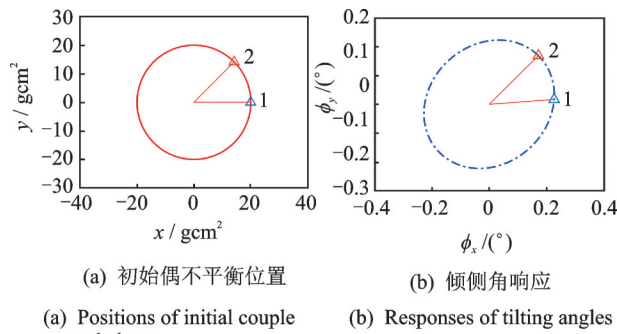 30
20
10
0
−10
−20
−30
y / gcm²
−40 −20 0 20 40
x / gcm²
2
1
(a) 初始偶不平衡位置
(a) Positions of initial couple
0.2
0.1
0
−0.1
−0.2
−0.3
ϕy /(°)
−0.4 −0.2 0 0.2 0.4
ϕx /(°)
2
1
(b) 倾侧角响应
(b) Responses of tilting angles